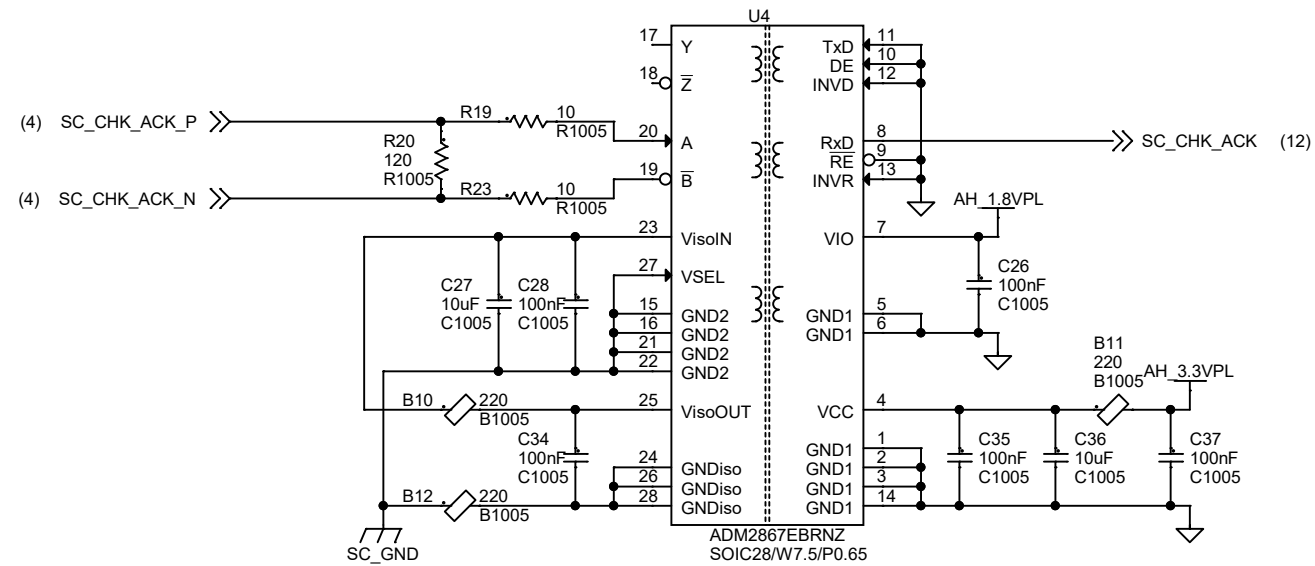 U4
17 Y
18 Z
TxD 11
DE 10
INVD 12
(4) SC_CHK_ACK_P
R19 10
R1005
20 A
R20
120
R1005
19 B
(4) SC_CHK_ACK_N
R23 10
R1005
RxD 8
SC_CHK_ACK (12)
RE 9
INVR 13
AH_1.8VPL
23 VisoIN
VIO 7
27 VSEL
C27
10uF
C1005
C28
100nF
C1005
C26
100nF
C1005
15 GND2
16 GND2
21 GND2
22 GND2
GND1 5
GND1 6
B11
220
B1005
AH_3.3VPL
B10 220
B1005
25 VisoOUT
VCC 4
C34
100nF
C1005
24 GNDiso
26 GNDiso
28 GNDiso
GND1 1
GND1 2
GND1 3
GND1 14
C35
100nF
C1005
C36
10uF
C1005
C37
100nF
C1005
B12 220
B1005
SC_GND
ADM2867EBRNZ
SOIC28/W7.5/P0.65